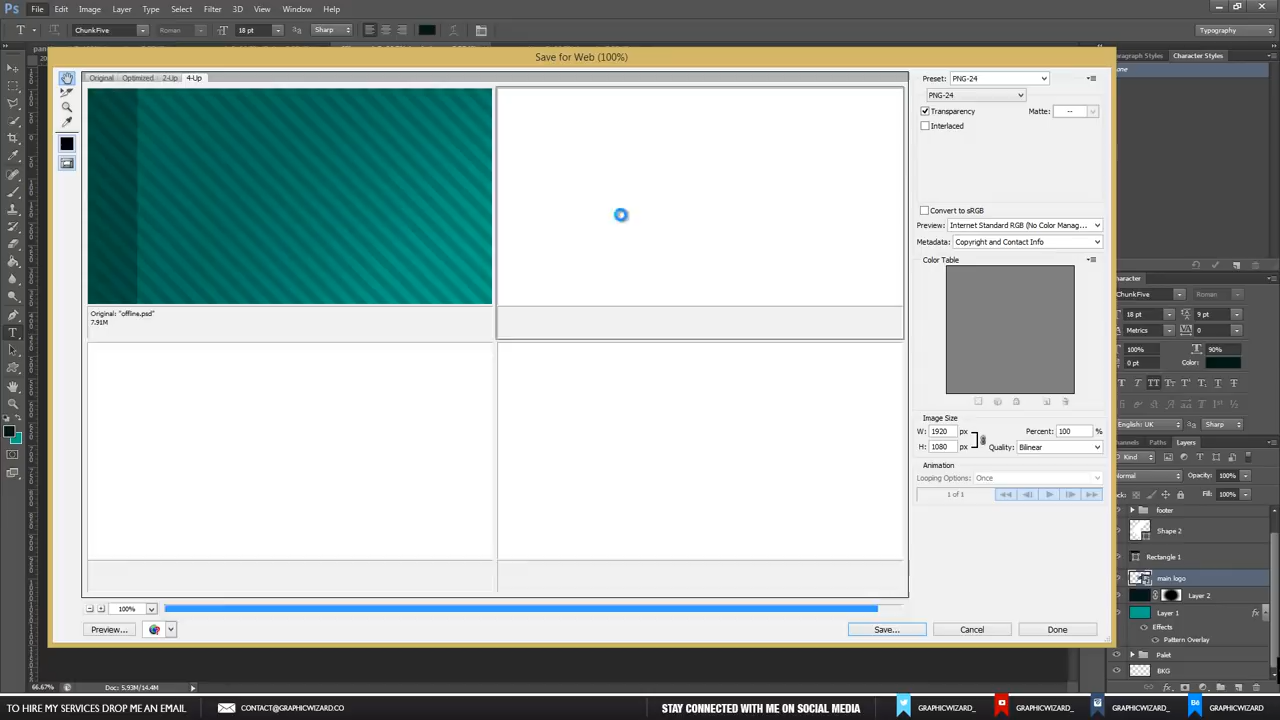 Ps File Edit Image Layer Type Select Filter 3D View Window Help
T ChunkFive Roman 18 pt Sharp Typography
Save for Web (100%)
Paragraph Styles Character Styles
Original Optimized 2-Up 4-Up
Preset: PNG-24
PNG-24
Transparency Matte: --
Interlaced
Convert to sRGB
Preview: Internet Standard RGB (No Color Manag...
Metadata: Copyright and Contact Info
Color Table
Original: "offline.psd"
7.91M
Image Size
W: 1920 px Percent: 100 %
H: 1080 px Quality: Bilinear
Animation
Looping Options: Once
1 of 1
100%
Preview... Save... Cancel Done
ChunkFive Roman
18 pt 9 pt
Metrics 0
100% 90%
0 pt Color:
English: UK Sharp
Paths Layers
Kind
Normal Opacity: 100%
Fill: 100%
footer
Shape 2
Rectangle 1
main logo
Layer 2
Layer 1 fx
Effects
Pattern Overlay
Palet
BKG
66.67% Doc: 5.93M/14.4M
TO HIRE MY SERVICES DROP ME AN EMAIL CONTACT@GRAPHICWIZARD.CO STAY CONNECTED WITH ME ON SOCIAL MEDIA GRAPHICWIZARD_ GRAPHICWIZARD_ GRAPHICWIZARD_ GRAPHICWIZARD_